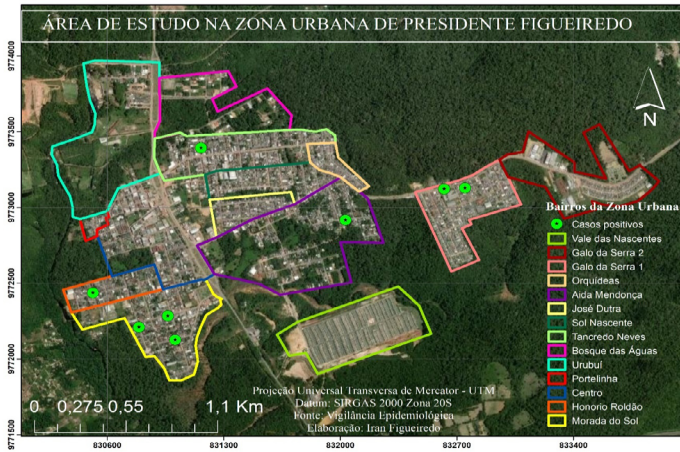 ÁREA DE ESTUDO NA ZONA URBANA DE PRESIDENTE FIGUEIREDO
9774000
9773500
9773000
9772500
9772000
9771500
N
Bairros da Zona Urbana
Casos positivos
Vale das Nascentes
Galo da Serra 2
Galo da Serra 1
Orquídeas
Aida Mendonça
José Dutra
Sol Nascente
Tancredo Neves
Bosque das Águas
Urubuí
Portelinha
Centro
Honorio Roldão
Morada do Sol
Projeção Universal Transversa de Mercator - UTM
Datum: SIRGAS 2000 Zona 20S
Fonte: Vigilância Epidemiológica
Elaboração: Iran Figueiredo
0 0,275 0,55 1,1 Km
830600 831300 832000 832700 833400